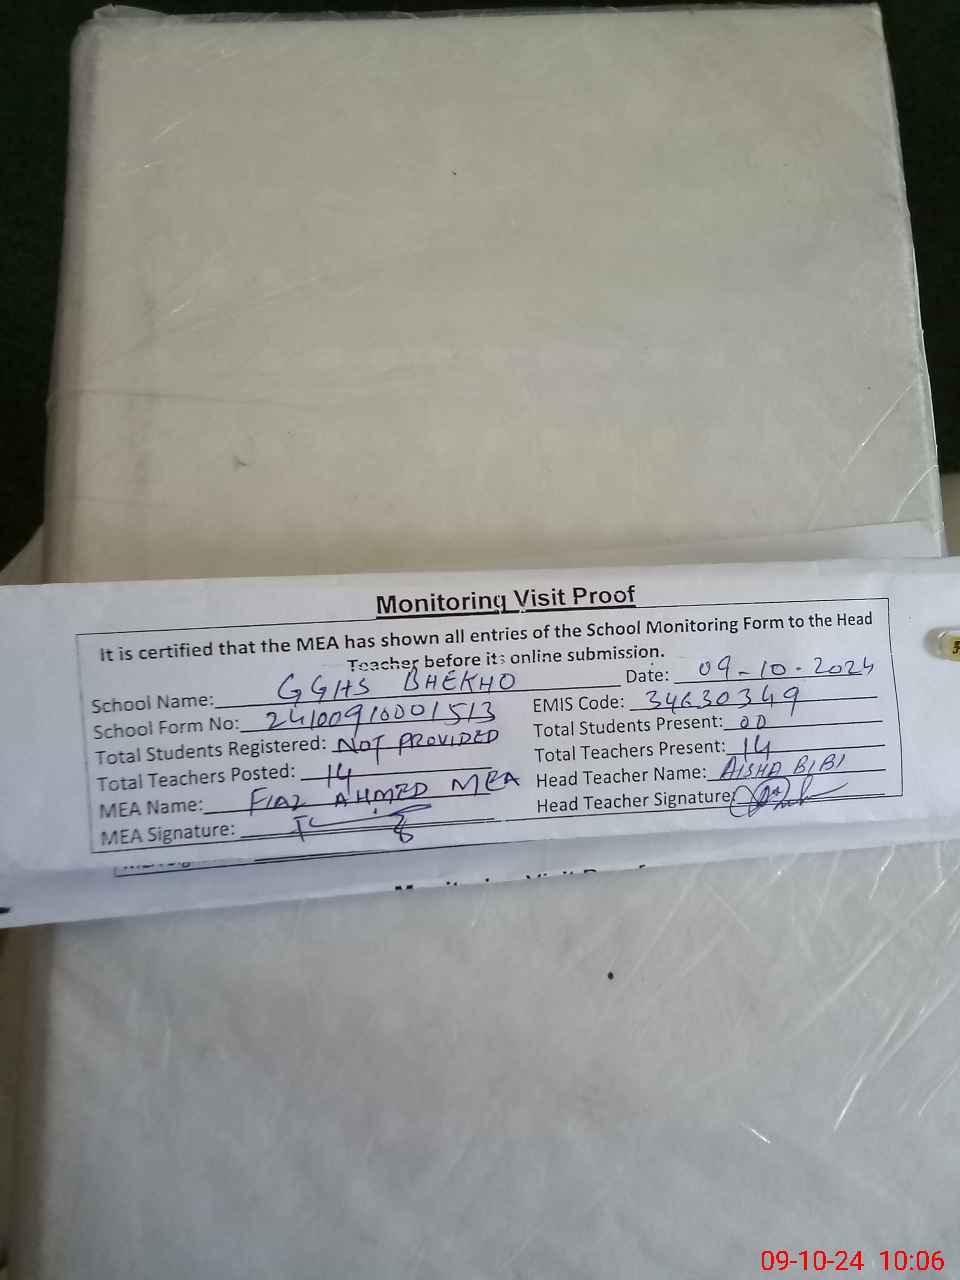 Monitoring Visit Proof
It is certified that the MEA has shown all entries of the School Monitoring Form to the Head
Teacher before its online submission.
School Name: GGHS BHEKHO Date: 09-10-2024
School Form No: 24100910001513 EMIS Code: 34630349
Total Students Registered: NOT PROVIDED Total Students Present: 00
Total Teachers Posted: 14 Total Teachers Present: 14
MEA Name: FIAZ AHMED MEA Head Teacher Name: AISHA BIBI
MEA Signature: Head Teacher Signature:
09-10-24 10:06